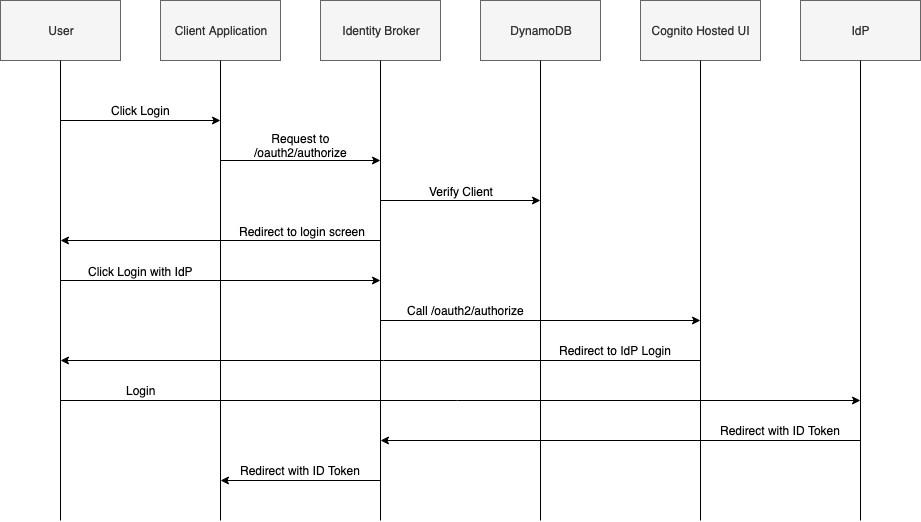 User
Client Application
Identity Broker
DynamoDB
Cognito Hosted UI
IdP
Click Login
Request to
/oauth2/authorize
Verify Client
Redirect to login screen
Click Login with IdP
Call /oauth2/authorize
Redirect to IdP Login
Login
Redirect with ID Token
Redirect with ID Token